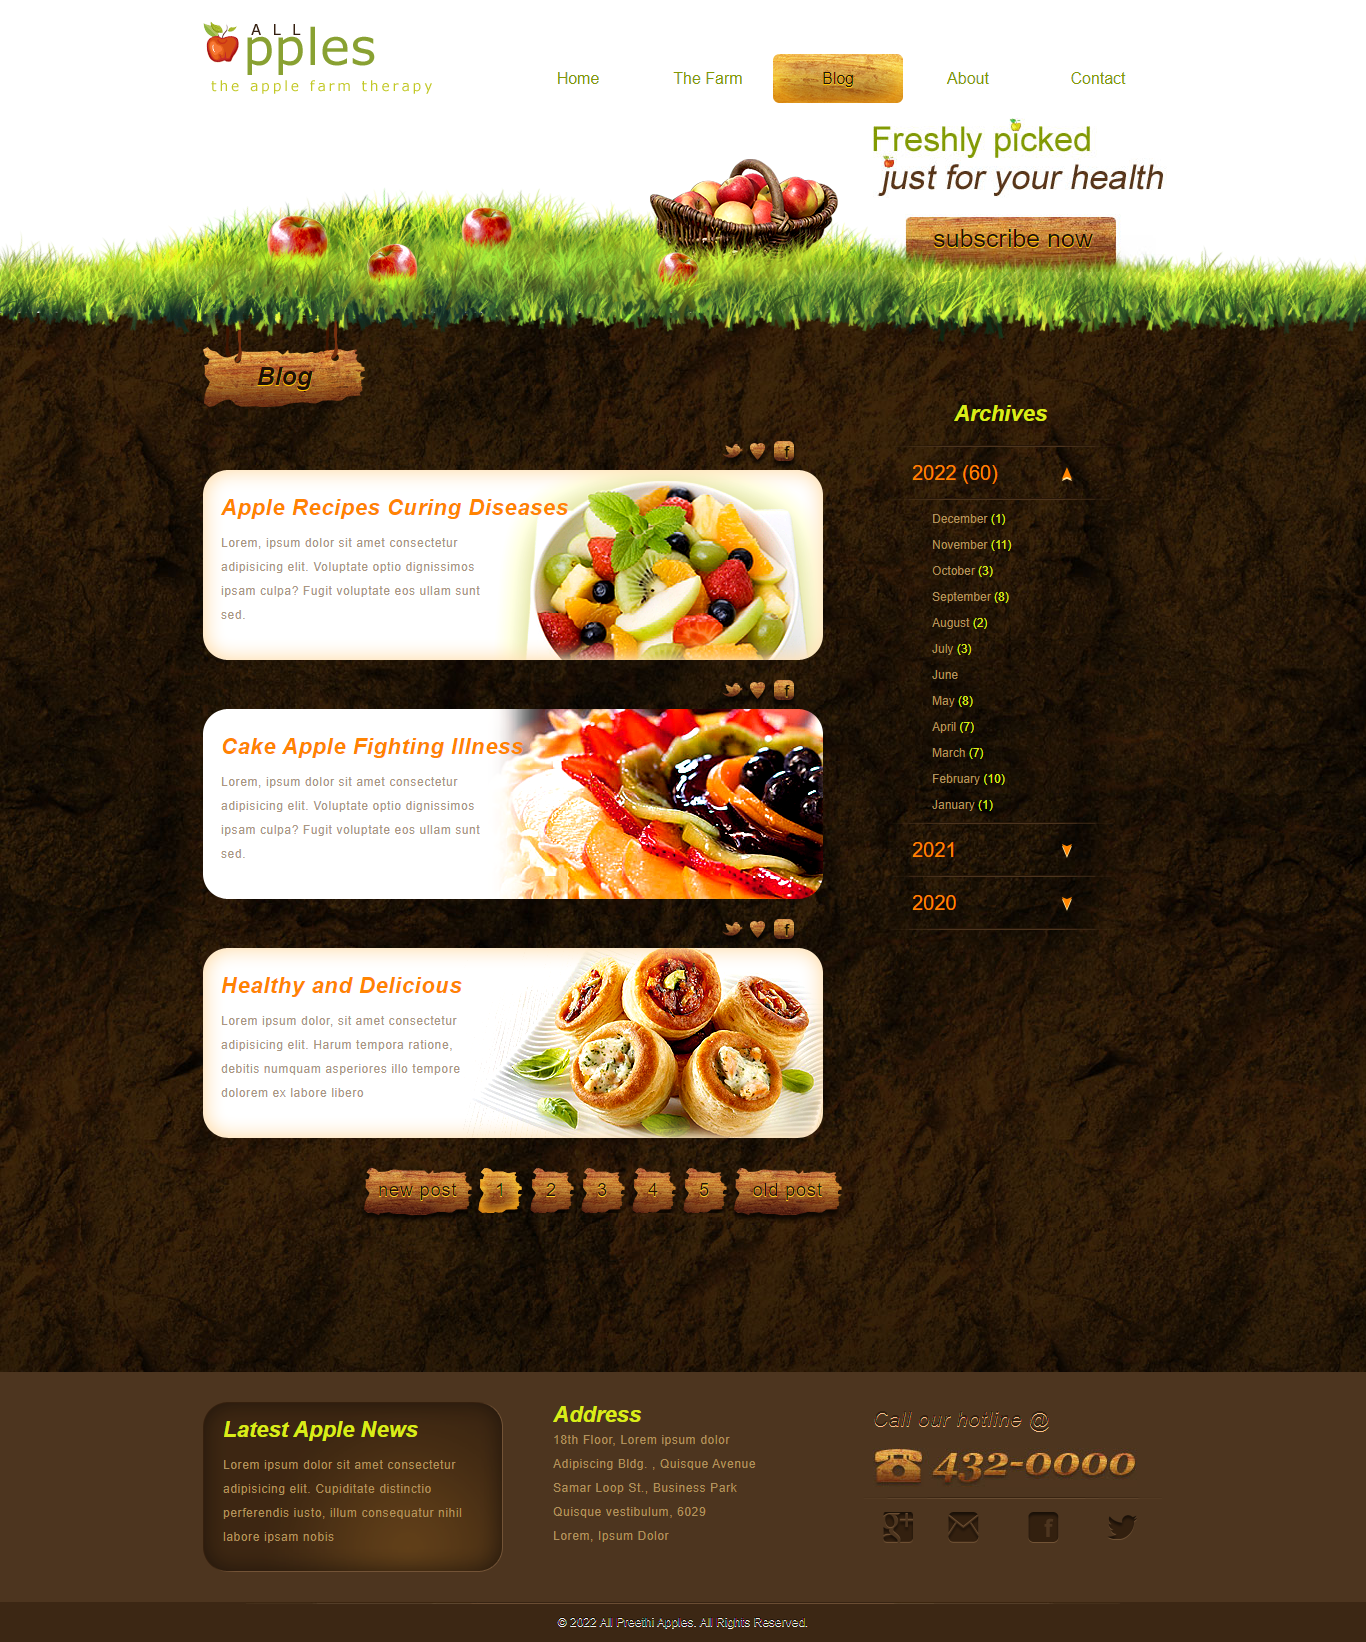 ALL
pples
the apple farm therapy
Home
The Farm
Blog
About
Contact
Freshly picked
just for your health
subscribe now
Blog
Apple Recipes Curing Diseases
Lorem, ipsum dolor sit amet consectetur
adipisicing elit. Voluptate optio dignissimos
ipsam culpa? Fugit voluptate eos ullam sunt
sed.
Cake Apple Fighting Illness
Lorem, ipsum dolor sit amet consectetur
adipisicing elit. Voluptate optio dignissimos
ipsam culpa? Fugit voluptate eos ullam sunt
sed.
Healthy and Delicious
Lorem ipsum dolor, sit amet consectetur
adipisicing elit. Harum tempora ratione,
debitis numquam asperiores illo tempore
dolorem ex labore libero
new post
1
2
3
4
5
old post
Archives
2022 (60)
December (1)
November (11)
October (3)
September (8)
August (2)
July (3)
June
May (8)
April (7)
March (7)
February (10)
January (1)
2021
2020
Latest Apple News
Lorem ipsum dolor sit amet consectetur
adipisicing elit. Cupiditate distinctio
perferendis iusto, illum consequatur nihil
labore ipsam nobis
Address
18th Floor, Lorem ipsum dolor
Adipiscing Bldg. , Quisque Avenue
Samar Loop St., Business Park
Quisque vestibulum, 6029
Lorem, Ipsum Dolor
Call our hotline @
432-0000
© 2022 All Preethi Apples. All Rights Reserved.